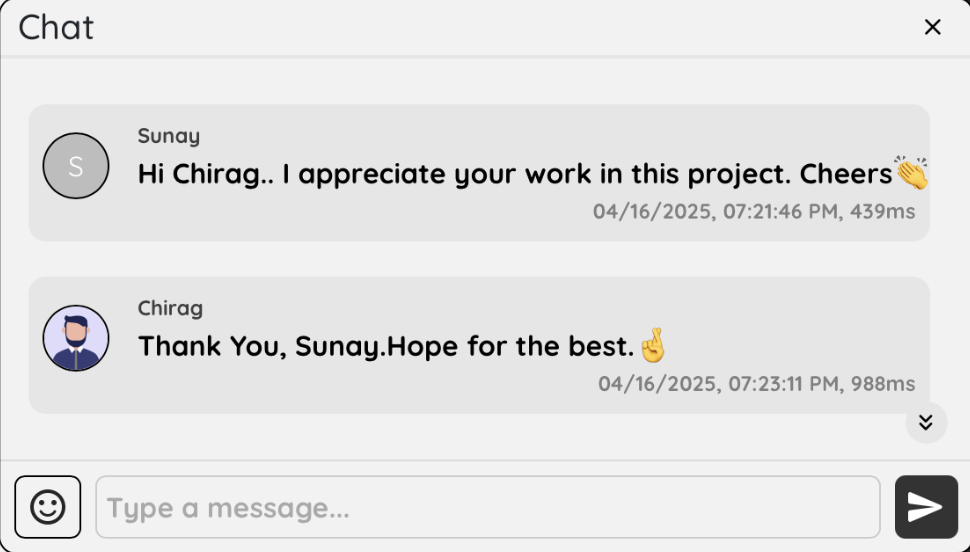 Chat
S
Sunay
Hi Chirag.. I appreciate your work in this project. Cheers👏
04/16/2025, 07:21:46 PM, 439ms
Chirag
Thank You, Sunay.Hope for the best.🤞
04/16/2025, 07:23:11 PM, 988ms
Type a message...